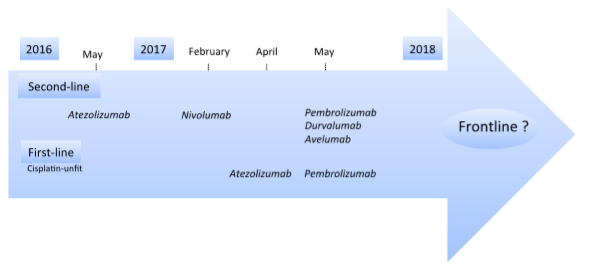 2016
May
2017
February
April
May
2018
Second-line
Atezolizumab
Nivolumab
Pembrolizumab
Durvalumab
Avelumab
Frontline ?
First-line
Cisplatin-unfit
Atezolizumab
Pembrolizumab